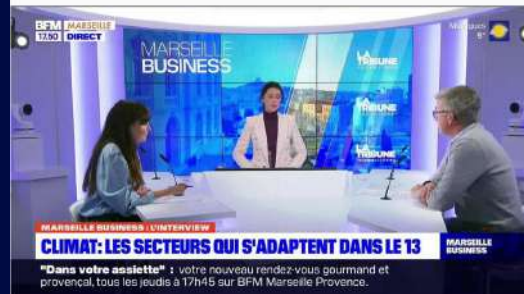 BFM MARSEILLE
17:50 DIRECT
Martigues
MARSEILLE
BUSINESS
LA
TRIBUNE
LA
TRIBUNE
LA
TRIBUNE
MARSEILLE BUSINESS : L'INTERVIEW
CLIMAT: LES SECTEURS QUI S'ADAPTENT DANS LE 13
MARSEILLE
BUSINESS
"Dans votre assiette" : votre nouveau rendez-vous gourmand et
provençal, tous les jeudis à 17h45 sur BFM Marseille Provence.